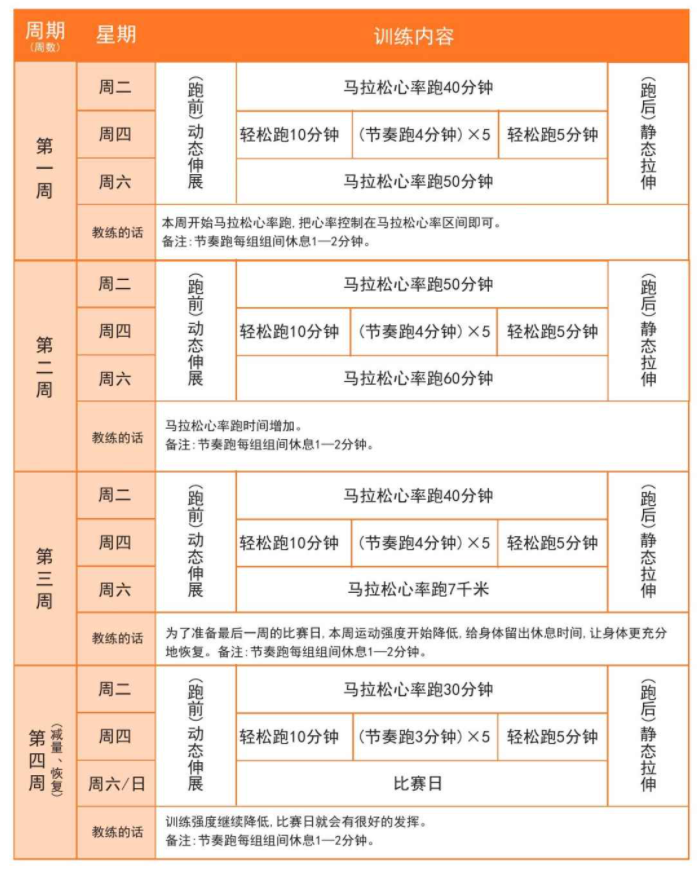 周期
(周数)
星期
训练内容
第一周
周二
(跑前)动态伸展
马拉松心率跑40分钟
(跑后)静态拉伸
周四
轻松跑10分钟
(节奏跑4分钟)×5
轻松跑5分钟
周六
马拉松心率跑50分钟
教练的话
本周开始马拉松心率跑,把心率控制在马拉松心率区间即可。
备注:节奏跑每组组间休息1—2分钟。
第二周
周二
(跑前)动态伸展
马拉松心率跑50分钟
(跑后)静态拉伸
周四
轻松跑10分钟
(节奏跑4分钟)×5
轻松跑5分钟
周六
马拉松心率跑60分钟
教练的话
马拉松心率跑时间增加。
备注:节奏跑每组组间休息1—2分钟。
第三周
周二
(跑前)动态伸展
马拉松心率跑40分钟
(跑后)静态拉伸
周四
轻松跑10分钟
(节奏跑4分钟)×5
轻松跑5分钟
周六
马拉松心率跑7千米
教练的话
为了准备最后一周的比赛日,本周运动强度开始降低,给身体留出休息时间,让身体更充分
地恢复。备注:节奏跑每组组间休息1—2分钟。
第四周
(减量、恢复)
周二
(跑前)动态伸展
马拉松心率跑30分钟
(跑后)静态拉伸
周四
轻松跑10分钟
(节奏跑3分钟)×5
轻松跑5分钟
周六/日
比赛日
教练的话
训练强度继续降低,比赛日就会有很好的发挥。
备注:节奏跑每组组间休息1—2分钟。